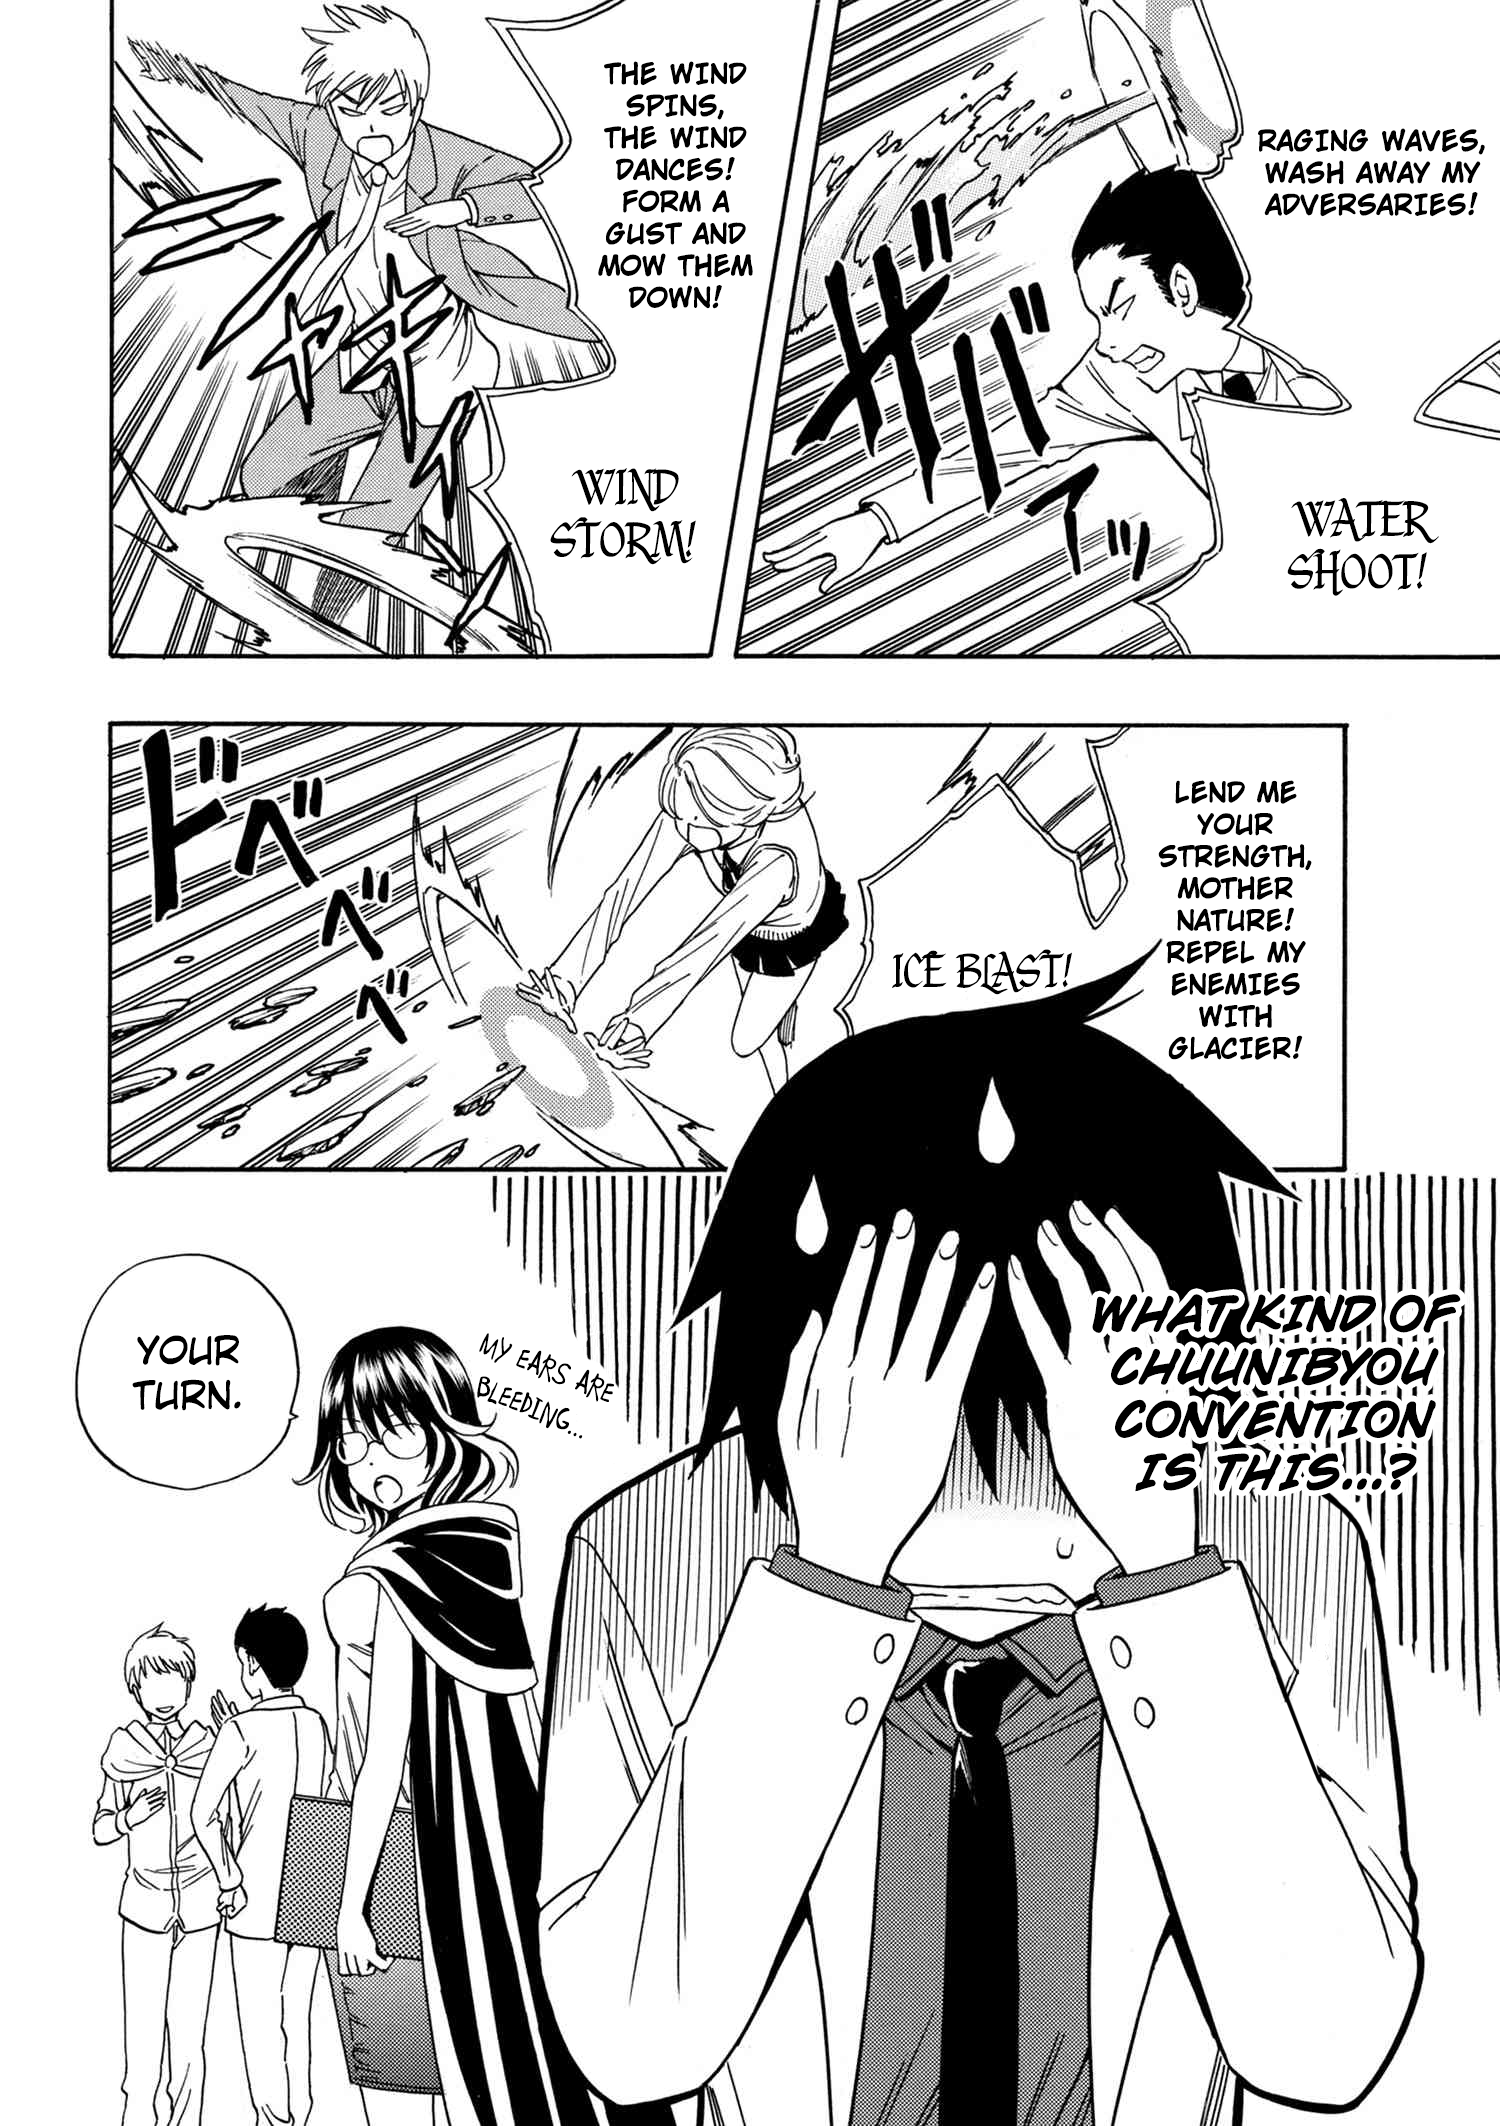 RAGING WAVES,
WASH AWAY MY
ADVERSARIES!
WATER
SHOOT!
ザババァッ
THE WIND
SPINS,
THE WIND
DANCES!
FORM A
GUST AND
MOW THEM
DOWN!
WIND
STORM!
LEND ME
YOUR
STRENGTH,
MOTHER
NATURE!
REPEL MY
ENEMIES
WITH
GLACIER!
ICE BLAST!
ドベベベ
WHAT KIND OF
CHUUNIBYOU
CONVENTION
IS THIS...?
MY EARS ARE
BLEEDING...
YOUR
TURN.